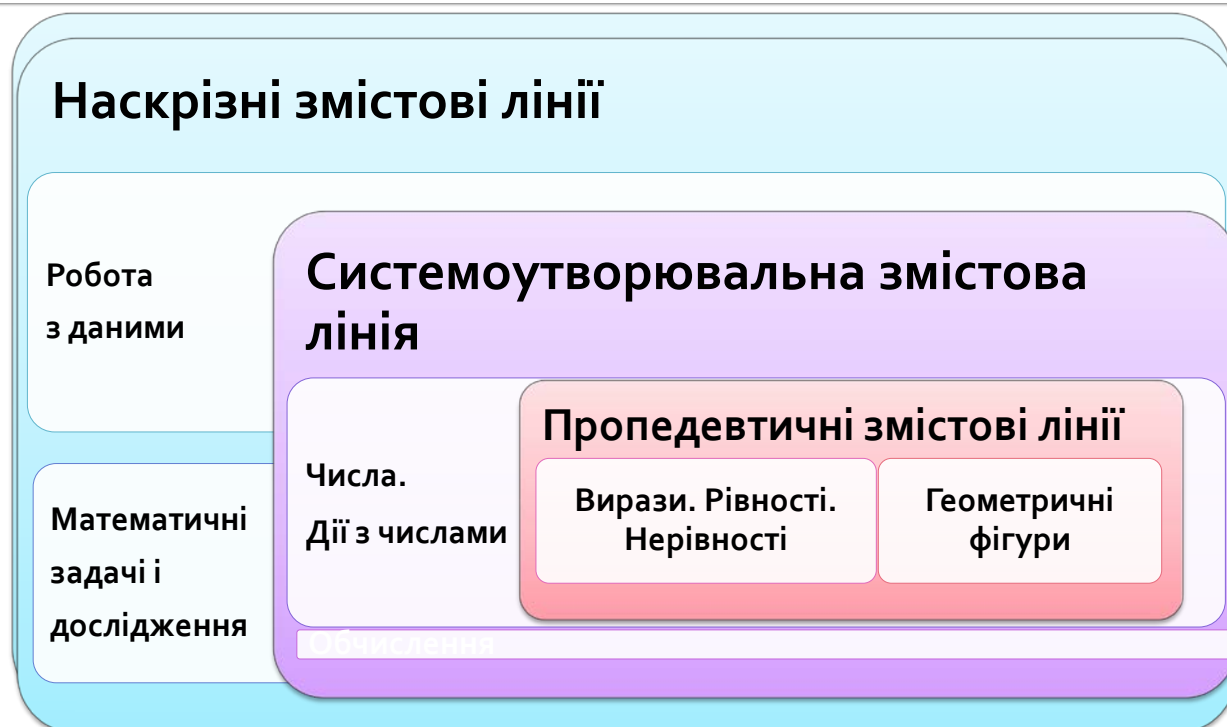 Наскрізні змістові лінії
Робота
з даними
Системоутворювальна змістова
лінія
Пропедевтичні змістові лінії
Числа.
Дії з числами
Вирази. Рівності.
Нерівності
Геометричні
фігури
Математичні
задачі і
дослідження
Обчислення